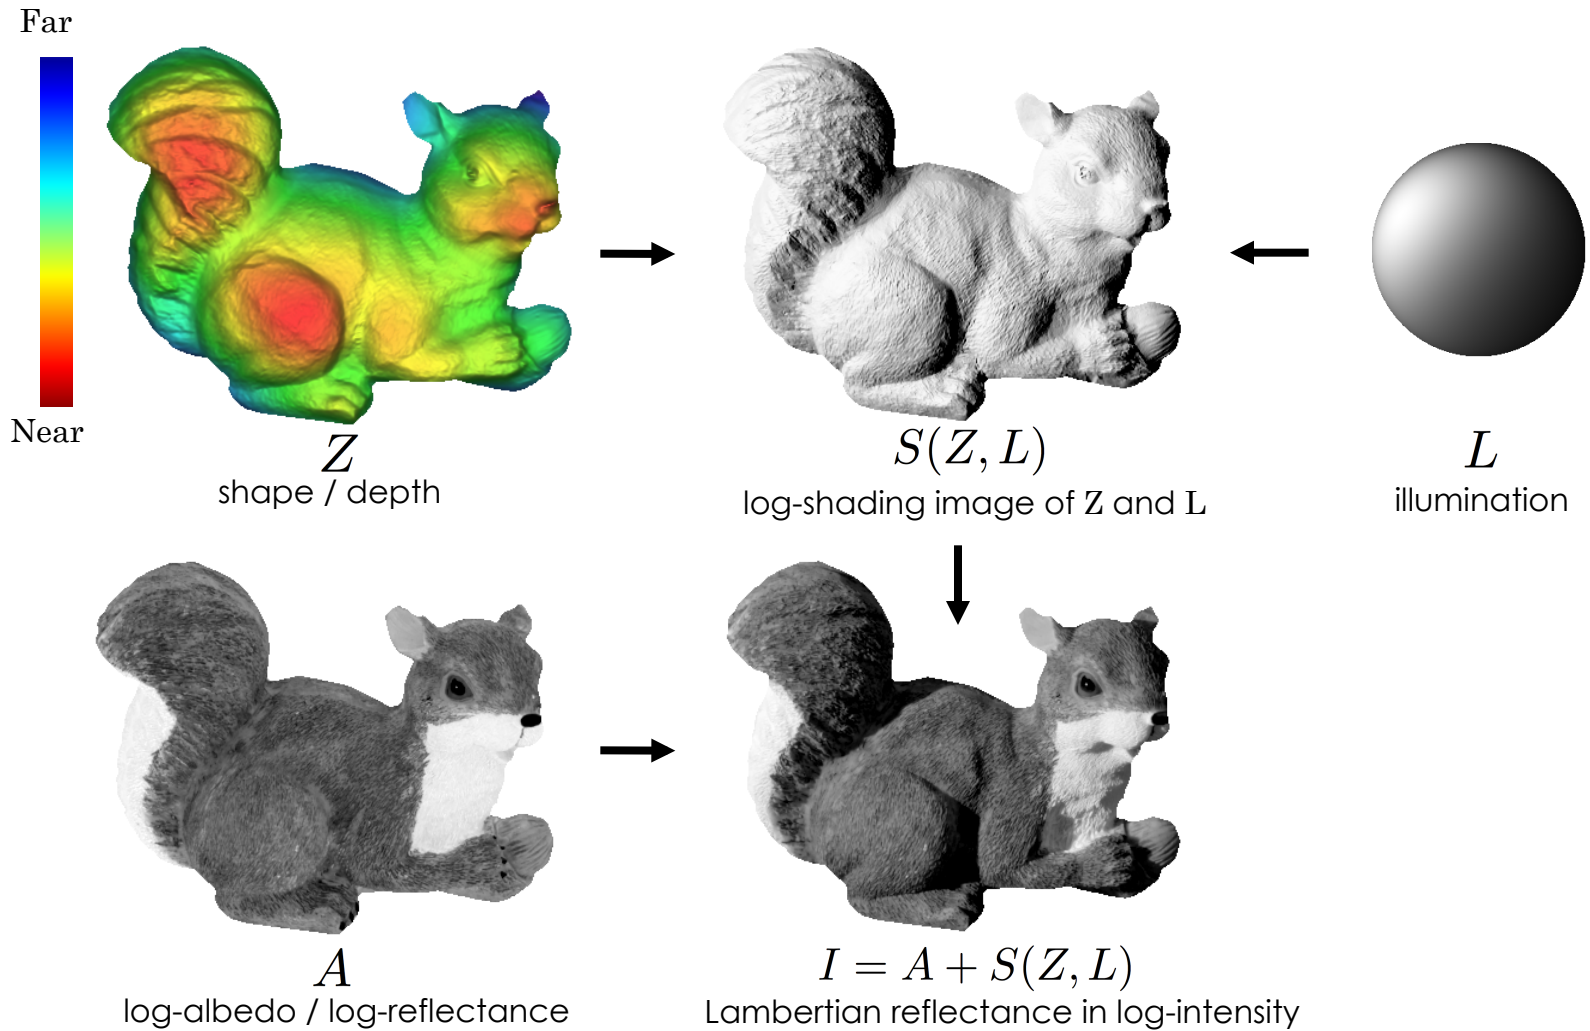 Far
Near
Z
shape / depth
S(Z, L)
log-shading image of Z and L
L
illumination
A
log-albedo / log-reflectance
I = A + S(Z, L)
Lambertian reflectance in log-intensity